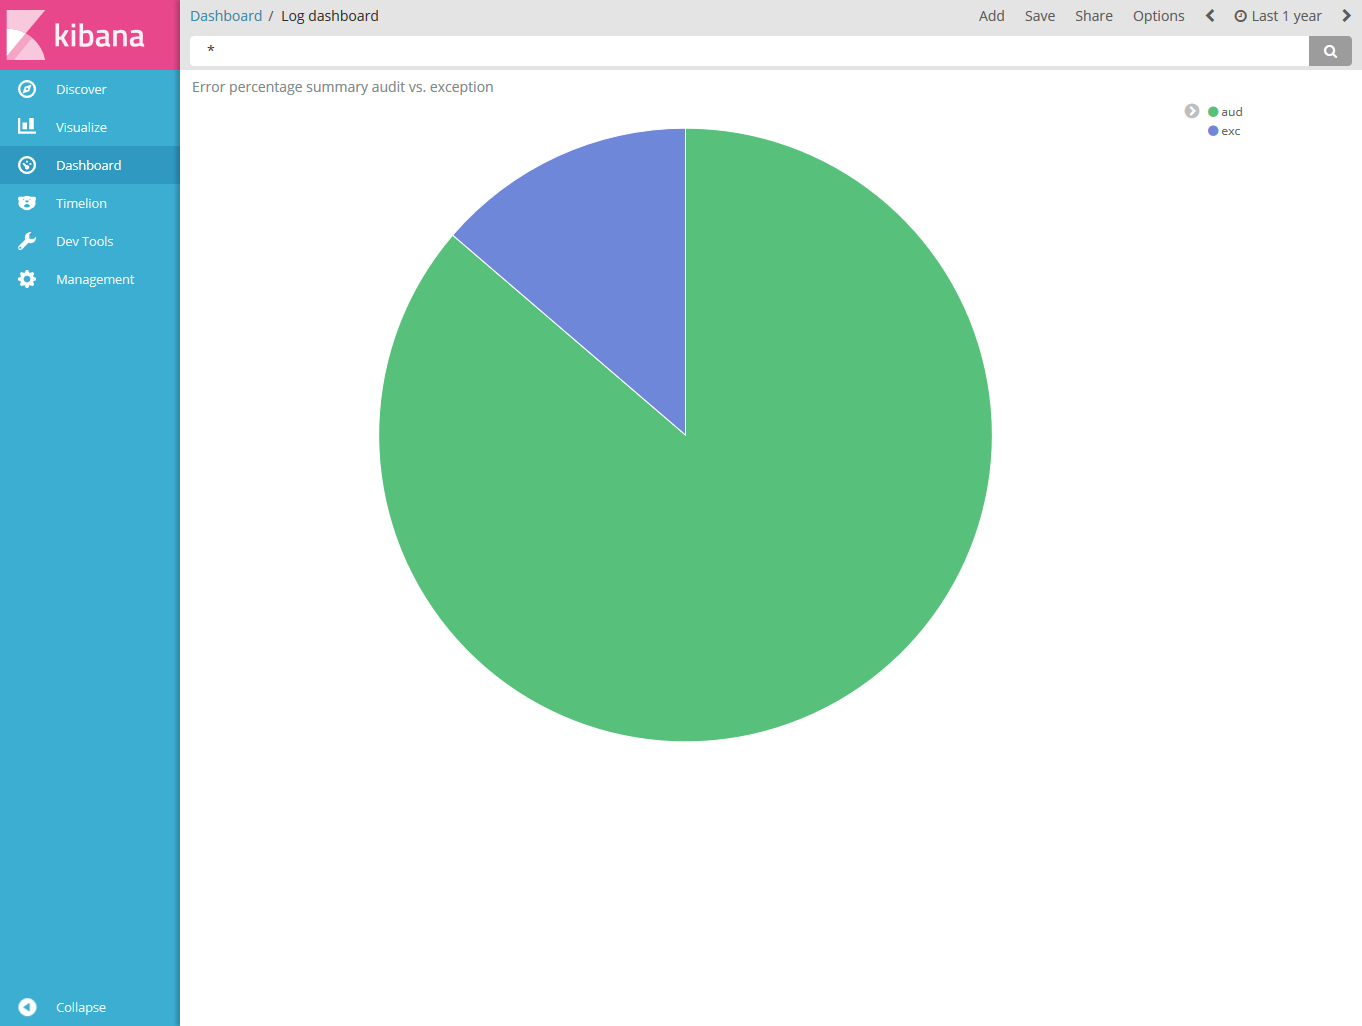 kibana
Discover
Visualize
Dashboard
Timelion
Dev Tools
Management
Collapse
Dashboard / Log dashboard
Add Save Share Options Last 1 year
*
Error percentage summary audit vs. exception
aud
exc